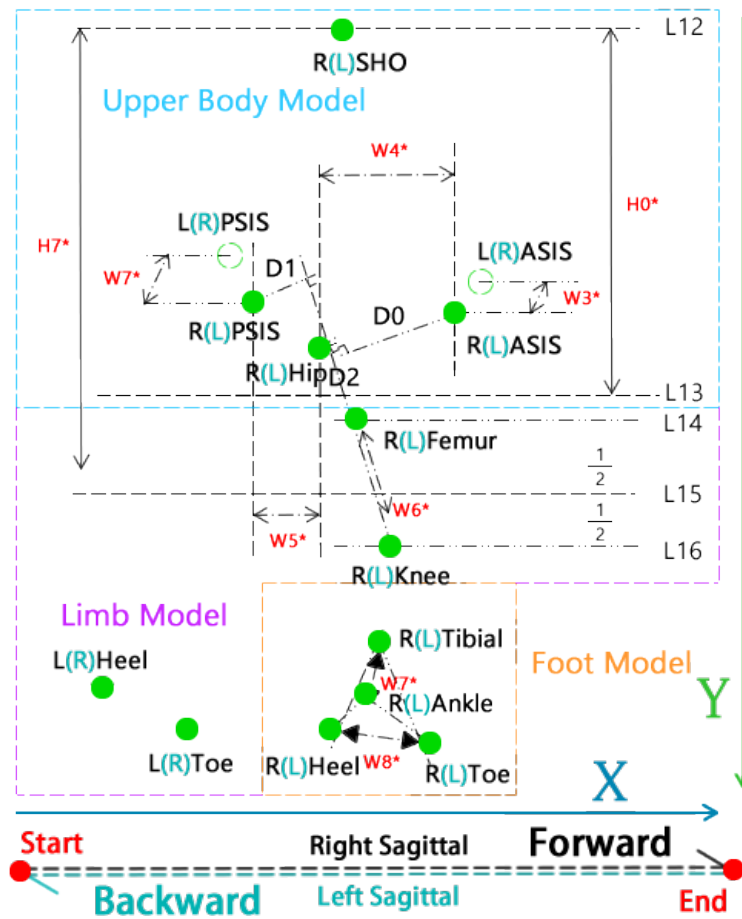 L12
R(L)SHO
Upper Body Model
W4*
H7*
H0*
L(R)PSIS
L(R)ASIS
W7*
D1
W3*
D0
R(L)PSIS
R(L)ASIS
R(L)Hip
D2
L13
L14
R(L)Femur
1
2
L15
W6*
1
2
W5*
L16
R(L)Knee
Limb Model
R(L)Tibial
Foot Model
L(R)Heel
W7*
R(L)Ankle
Y
L(R)Toe
R(L)Heel
W8*
R(L)Toe
X
Start
Right Sagittal
Forward
Backward
Left Sagittal
End